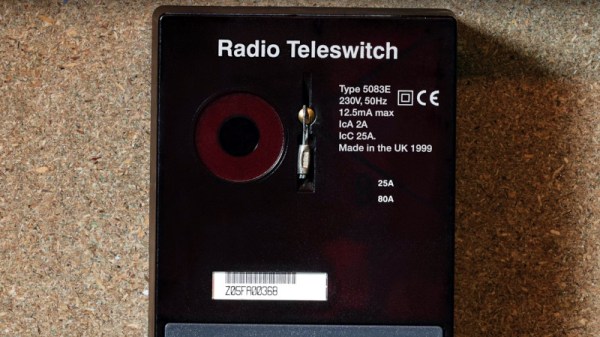 Radio Teleswitch
Type 5083E
230V, 50Hz
12.5mA max
IcA 2A
IcC 25A.
Made in the UK 1999
CE
25A
80A
Z05FA00368